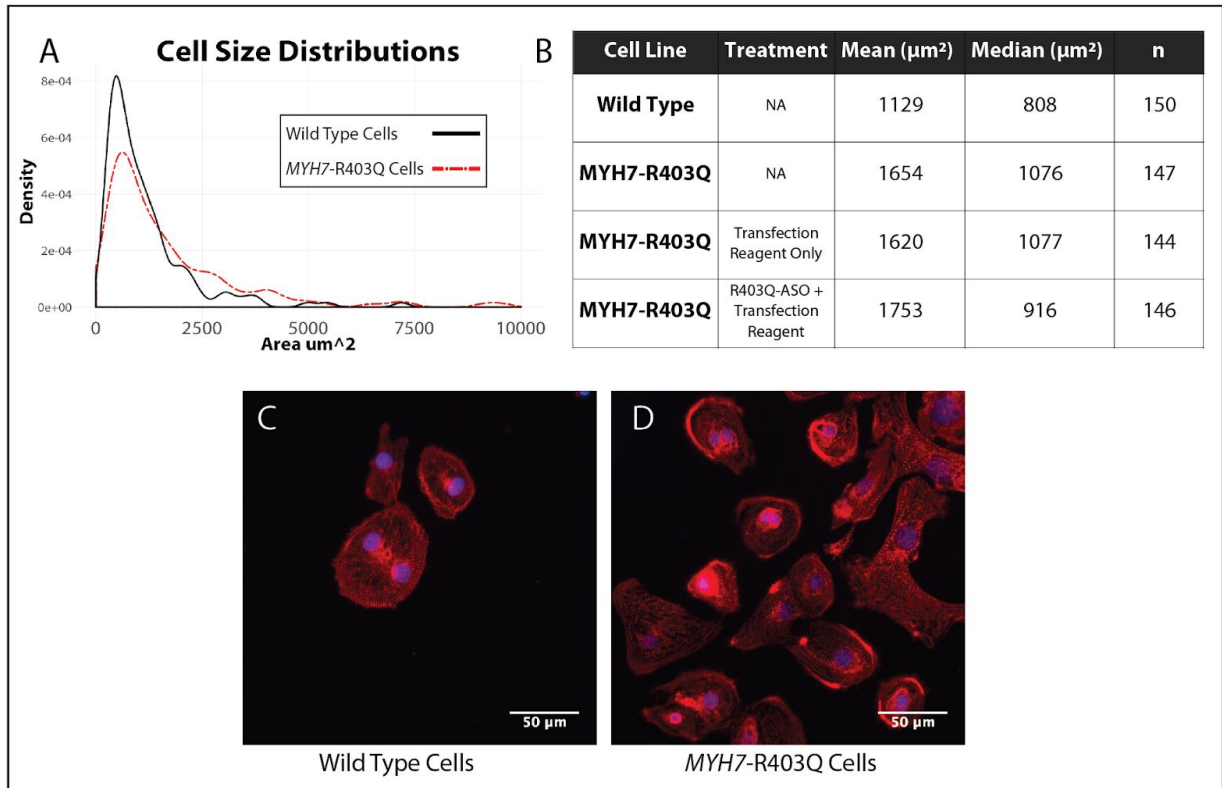 A
Cell Size Distributions
8e-04
6e-04
4e-04
2e-04
0e+00
Density
Wild Type Cells
MYH7-R403Q Cells
0 2500 5000 7500 10000
Area um^2
B
Cell Line Treatment Mean (µm²) Median (µm²) n
Wild Type NA 1129 808 150
MYH7-R403Q NA 1654 1076 147
MYH7-R403Q Transfection Reagent Only 1620 1077 144
MYH7-R403Q R403Q-ASO + Transfection Reagent 1753 916 146
C
50 µm
Wild Type Cells
D
50 µm
MYH7-R403Q Cells